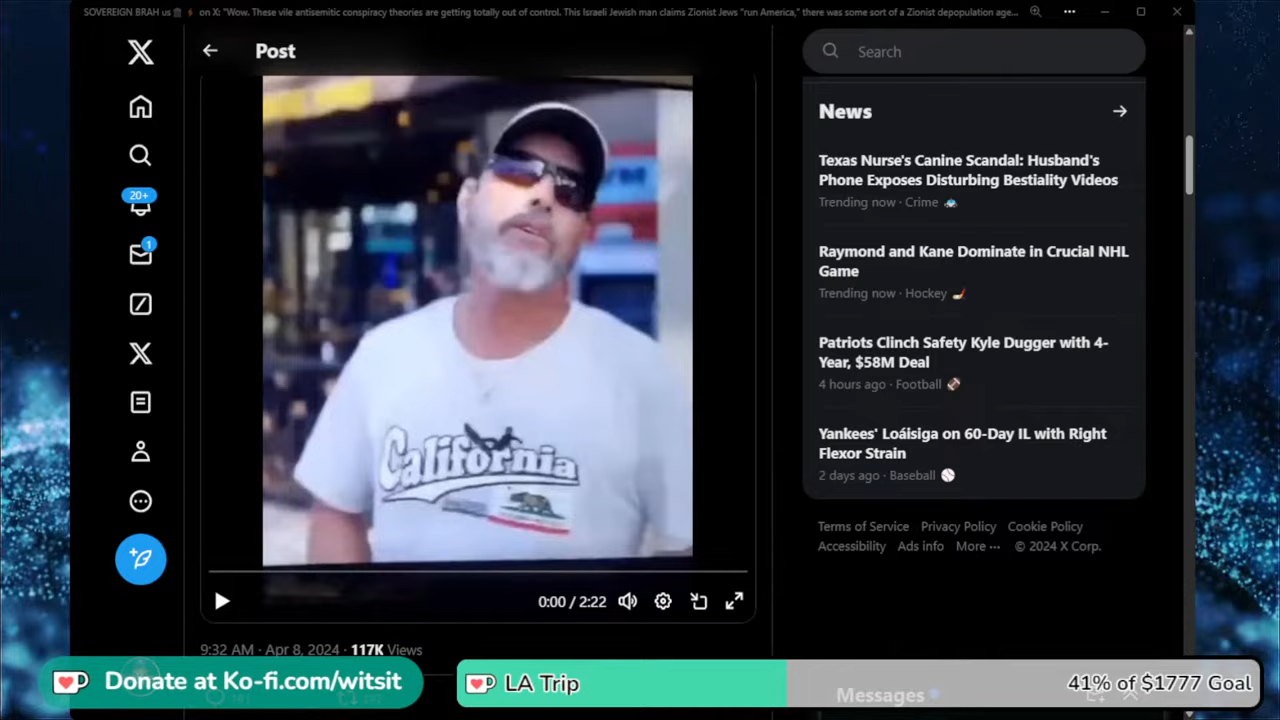 SOVEREIGN BRAH us on X: "Wow. These vile antisemitic conspiracy theories are getting totally out of control. This Israeli Jewish man claims Zionist Jews "run America," there was some sort of a Zionist depopulation age...
Post
Search
News
Texas Nurse's Canine Scandal: Husband's
Phone Exposes Disturbing Bestiality Videos
Trending now · Crime
Raymond and Kane Dominate in Crucial NHL
Game
Trending now · Hockey
Patriots Clinch Safety Kyle Dugger with 4-
Year, $58M Deal
4 hours ago · Football
Yankees' Loáisiga on 60-Day IL with Right
Flexor Strain
2 days ago · Baseball
Terms of Service Privacy Policy Cookie Policy
Accessibility Ads info More ··· © 2024 X Corp.
20+
1
California
0:00 / 2:22
9:32 AM · Apr 8, 2024 · 117K Views
Donate at Ko-fi.com/witsit
LA Trip
41% of $1777 Goal
Messages